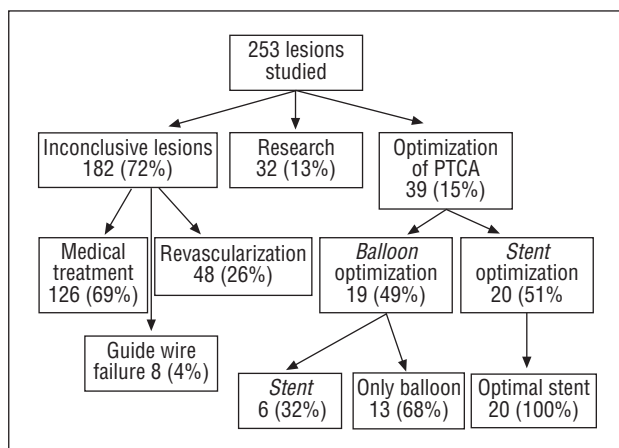 253 lesions
studied
Inconclusive lesions
182 (72%)
Research
32 (13%)
Optimization
of PTCA
39 (15%)
Medical
treatment
126 (69%)
Revascularization
48 (26%)
Balloon
optimization
19 (49%)
Stent
optimization
20 (51%
Guide wire
failure 8 (4%)
Stent
6 (32%)
Only balloon
13 (68%)
Optimal stent
20 (100%)